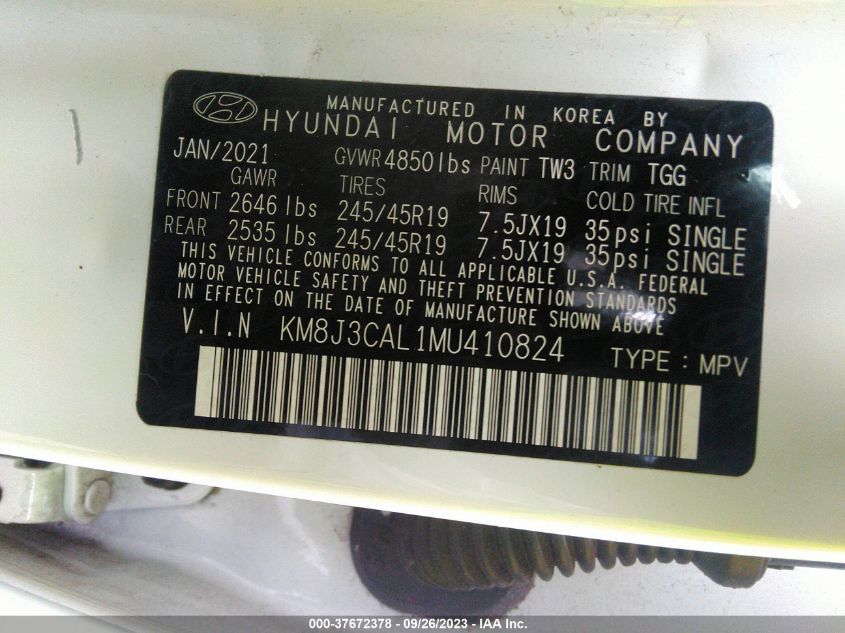 MANUFACTURED IN KOREA BY
HYUNDAI MOTOR COMPANY
JAN/2021 GVWR 4850lbs PAINT TW3 TRIM TGG
GAWR TIRES RIMS COLD TIRE INFL
FRONT 2646 lbs 245/45R19 7.5JX19 35psi SINGLE
REAR 2535 lbs 245/45R19 7.5JX19 35psi SINGLE
THIS VEHICLE CONFORMS TO ALL APPLICABLE U.S.A. FEDERAL
MOTOR VEHICLE SAFETY AND THEFT PREVENTION STANDARDS
IN EFFECT ON THE DATE OF MANUFACTURE SHOWN ABOVE
V.I.N KM8J3CAL1MU410824 TYPE : MPV
000-37672378 - 09/26/2023 - IAA Inc.